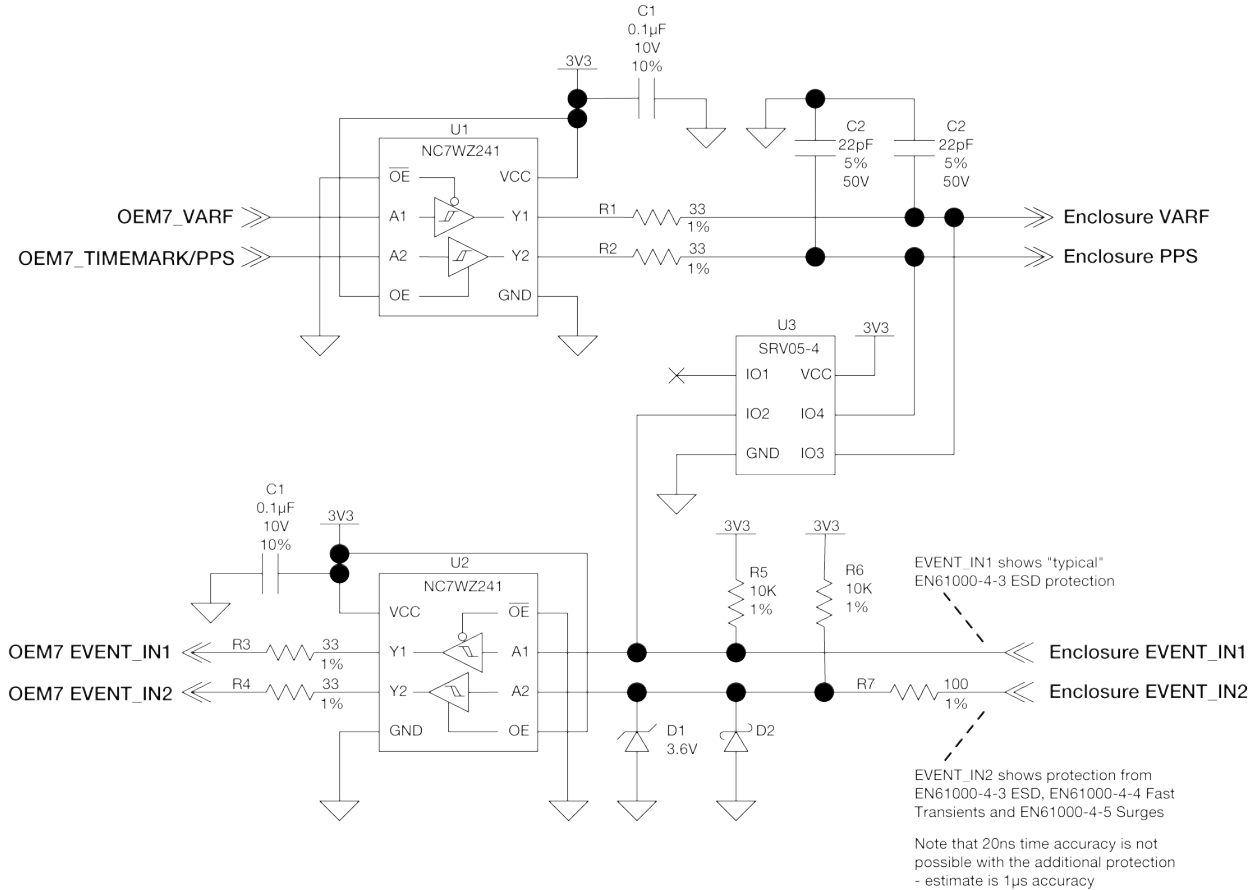 C1
0.1µF
10V
10%
3V3
U1
NC7WZ241
OE
VCC
A1
Y1
A2
Y2
OE
GND
OEM7_VARF
OEM7_TIMEMARK/PPS
R1
33
1%
R2
33
1%
C2
22pF
5%
50V
C2
22pF
5%
50V
Enclosure VARF
Enclosure PPS
U3
SRV05-4
3V3
IO1
VCC
IO2
IO4
GND
IO3
C1
0.1µF
10V
10%
3V3
U2
NC7WZ241
VCC
OE
Y1
A1
Y2
A2
GND
OE
OEM7 EVENT_IN1
OEM7 EVENT_IN2
R3
33
1%
R4
33
1%
3V3
R5
10K
1%
3V3
R6
10K
1%
D1
3.6V
D2
R7
100
1%
EVENT_IN1 shows "typical"
EN61000-4-3 ESD protection
Enclosure EVENT_IN1
Enclosure EVENT_IN2
EVENT_IN2 shows protection from
EN61000-4-3 ESD, EN61000-4-4 Fast
Transients and EN61000-4-5 Surges
Note that 20ns time accuracy is not
possible with the additional protection
- estimate is 1µs accuracy